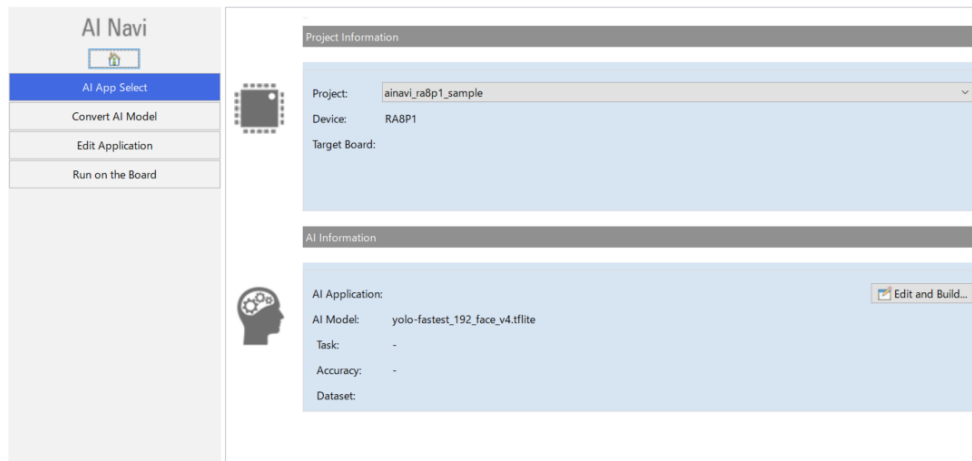 AI Navi
AI App Select
Convert AI Model
Edit Application
Run on the Board
Project Information
Project: ainavi_ra8p1_sample
Device: RA8P1
Target Board:
AI Information
AI Application: Edit and Build...
AI Model: yolo-fastest_192_face_v4.tflite
Task: -
Accuracy: -
Dataset: